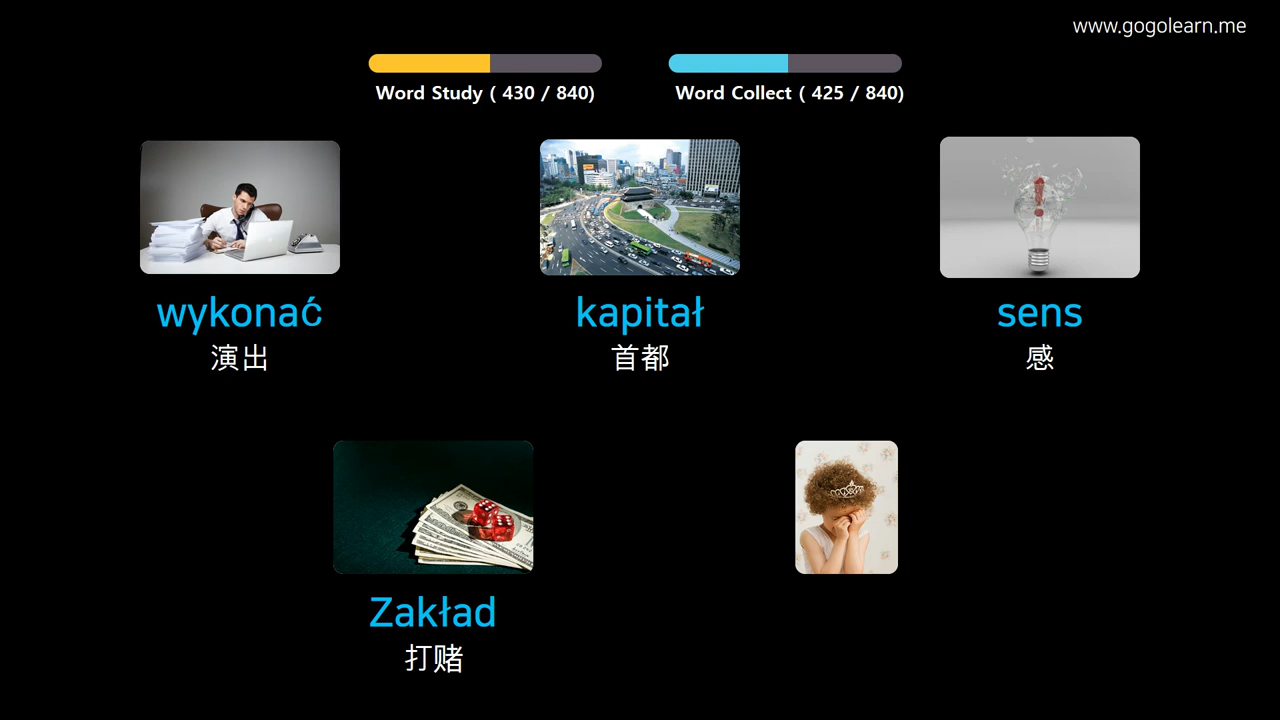 www.gogolearn.me
Word Study ( 430 / 840)
Word Collect ( 425 / 840)
wykonać
演出
kapitał
首都
sens
感
Zakład
打赌